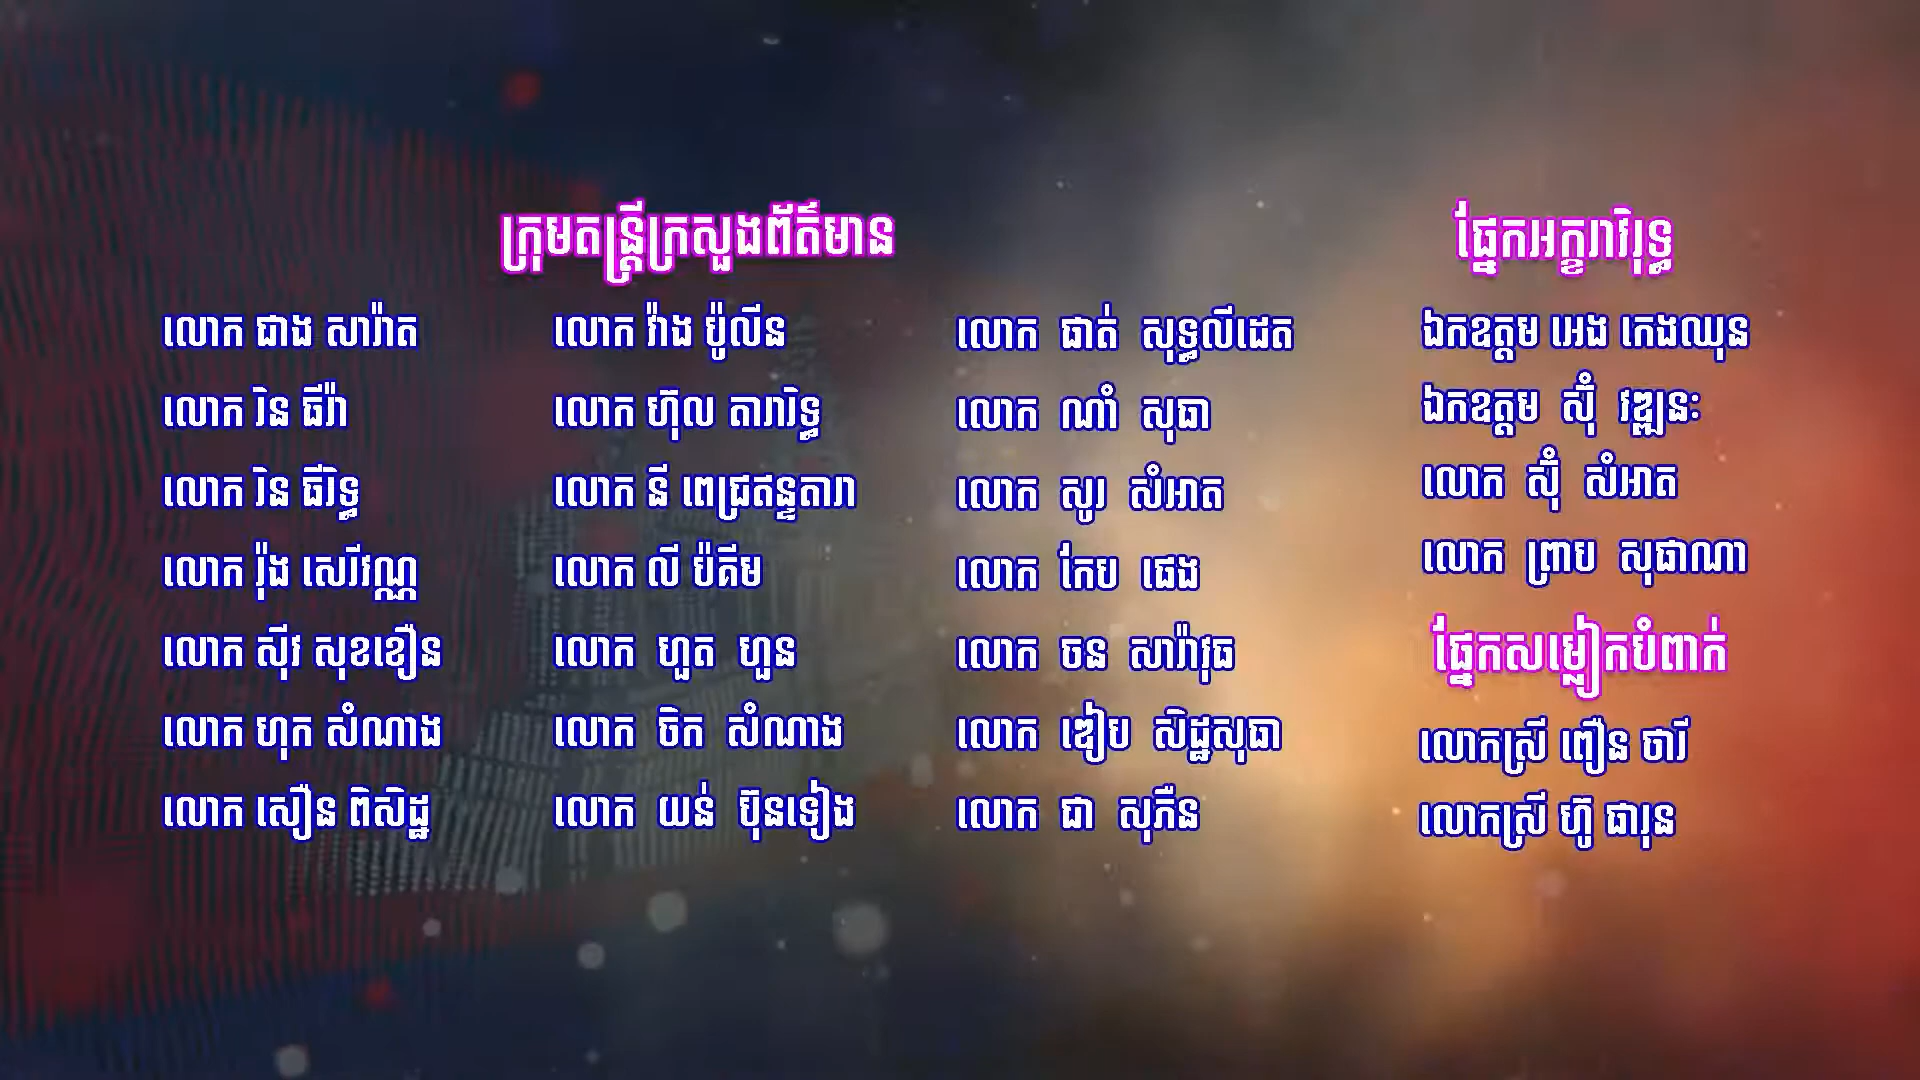 ក្រុមតន្ត្រីក្រសួងព័ត៌មាន
លោក ជាង សារ៉ាត
លោក រិន ធីរ៉ា
លោក រិន ធីរិទ្ធ
លោក រ៉ុង សេរីវណ្ណ
លោក ស៊ីវ សុខខឿន
លោក ហុក សំណាង
លោក សឿន ពិសិដ្ឋ
លោក វ៉ាង ប៉ូលីន
លោក ហ៊ុល តារារិទ្ធ
លោក នី ពេជ្រឥន្ទតារា
លោក លី ប៉គីម
លោក ហួត ហួន
លោក ចិក សំណាង
លោក យន់ ប៊ុនទៀង
លោក ផាត់ សុទ្ធលីដេត
លោក ណាំ សុធា
លោក សូរ សំអាត
លោក កែប ផេង
លោក ចន សារ៉ាវុធ
លោក ឌៀប សិដ្ឋសុធា
លោក ជា សុភឺន
ផ្នែកអក្ខរាវិរុទ្ធ
ឯកឧត្តម អេង កេងឈុន
ឯកឧត្តម ស៊ុំ វឌ្ឍនៈ
លោក ស៊ុំ សំអាត
លោក ព្រាប សុផាណា
ផ្នែកសម្លៀកបំពាក់
លោកស្រី ពឿន ថារី
លោកស្រី ហ៊ូ ផារុន